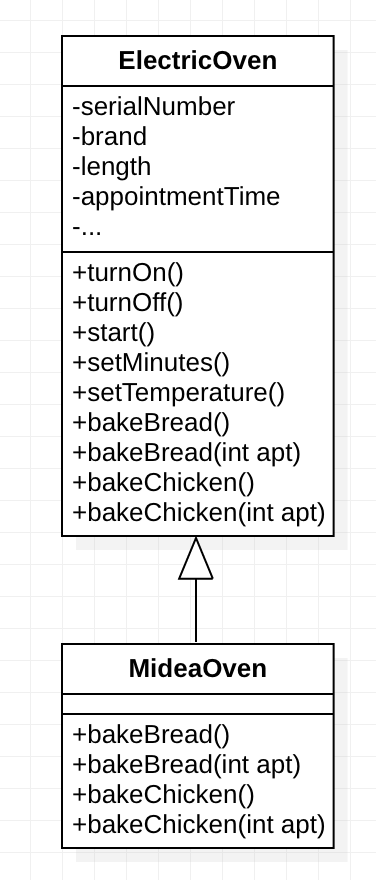 ElectricOven
-serialNumber
-brand
-length
-appointmentTime
-...
+turnOn()
+turnOff()
+start()
+setMinutes()
+setTemperature()
+bakeBread()
+bakeBread(int apt)
+bakeChicken()
+bakeChicken(int apt)
MideaOven
+bakeBread()
+bakeBread(int apt)
+bakeChicken()
+bakeChicken(int apt)